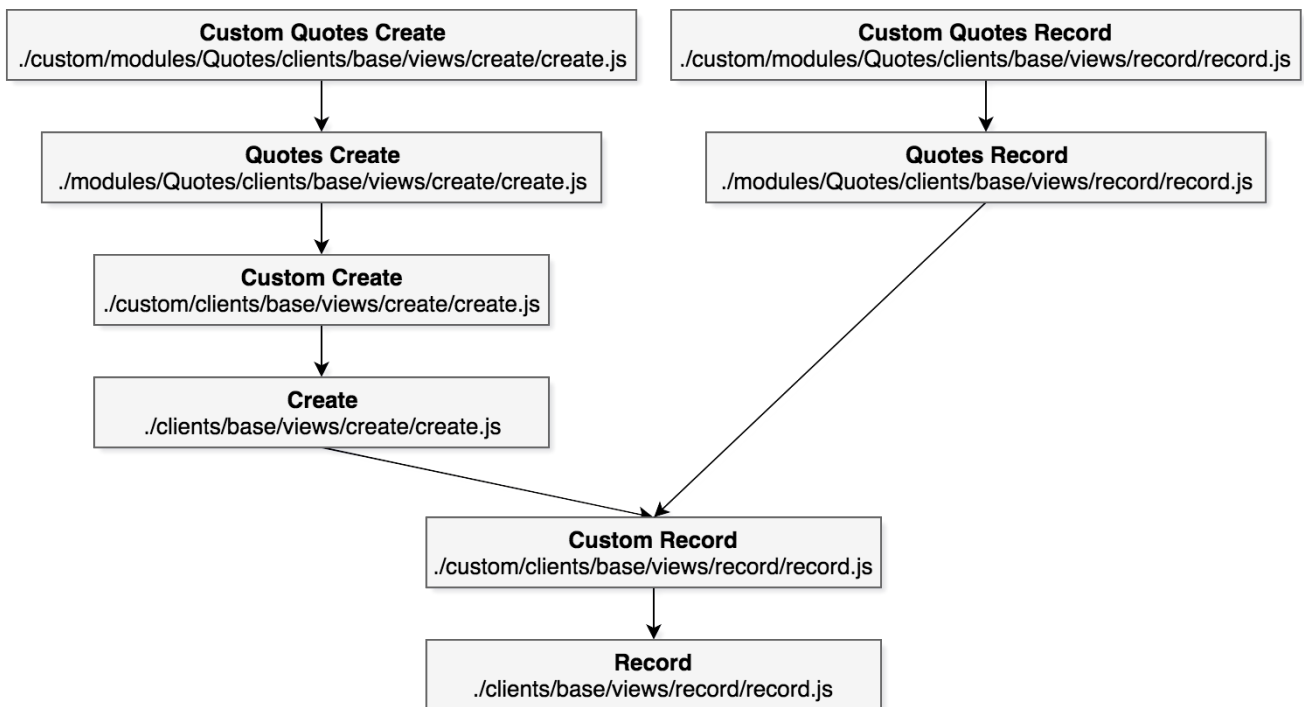 Custom Quotes Create
./custom/modules/Quotes/clients/base/views/create/create.js
Custom Quotes Record
./custom/modules/Quotes/clients/base/views/record/record.js
Quotes Create
./modules/Quotes/clients/base/views/create/create.js
Quotes Record
./modules/Quotes/clients/base/views/record/record.js
Custom Create
./custom/clients/base/views/create/create.js
Create
./clients/base/views/create/create.js
Custom Record
./custom/clients/base/views/record/record.js
Record
./clients/base/views/record/record.js